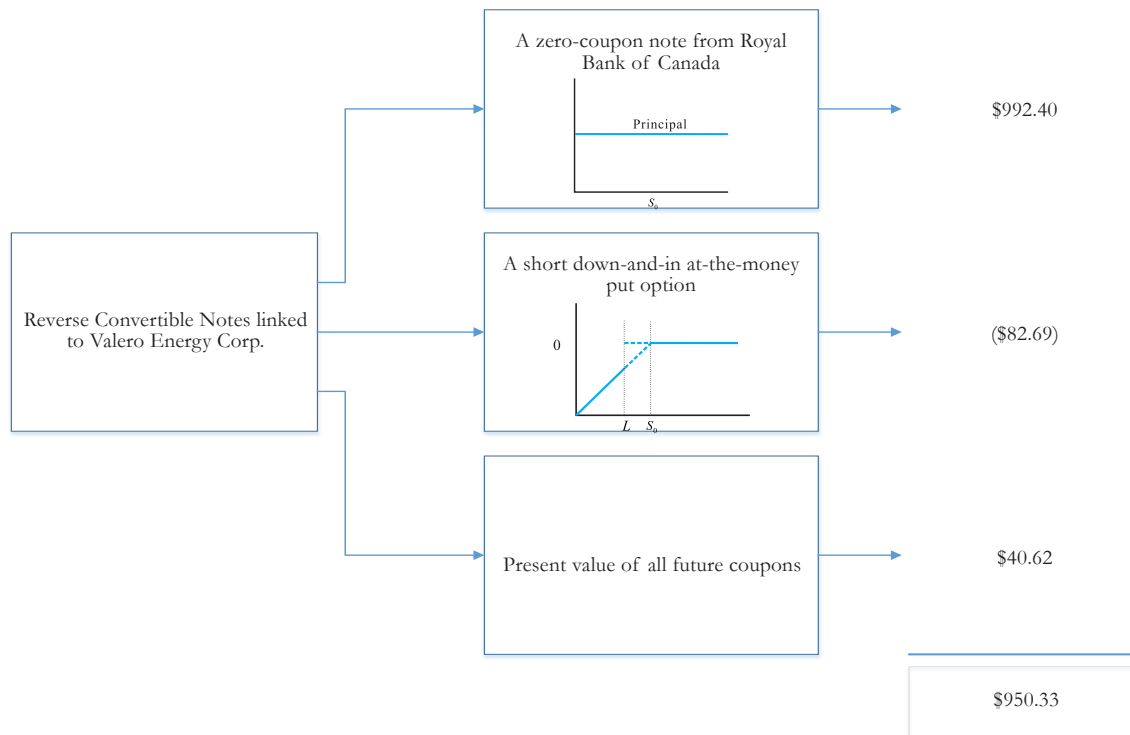 A zero-coupon note from Royal
Bank of Canada
Principal
S₀
$992.40
Reverse Convertible Notes linked
to Valero Energy Corp.
A short down-and-in at-the-money
put option
0
L S₀
($82.69)
Present value of all future coupons
$40.62
$950.33